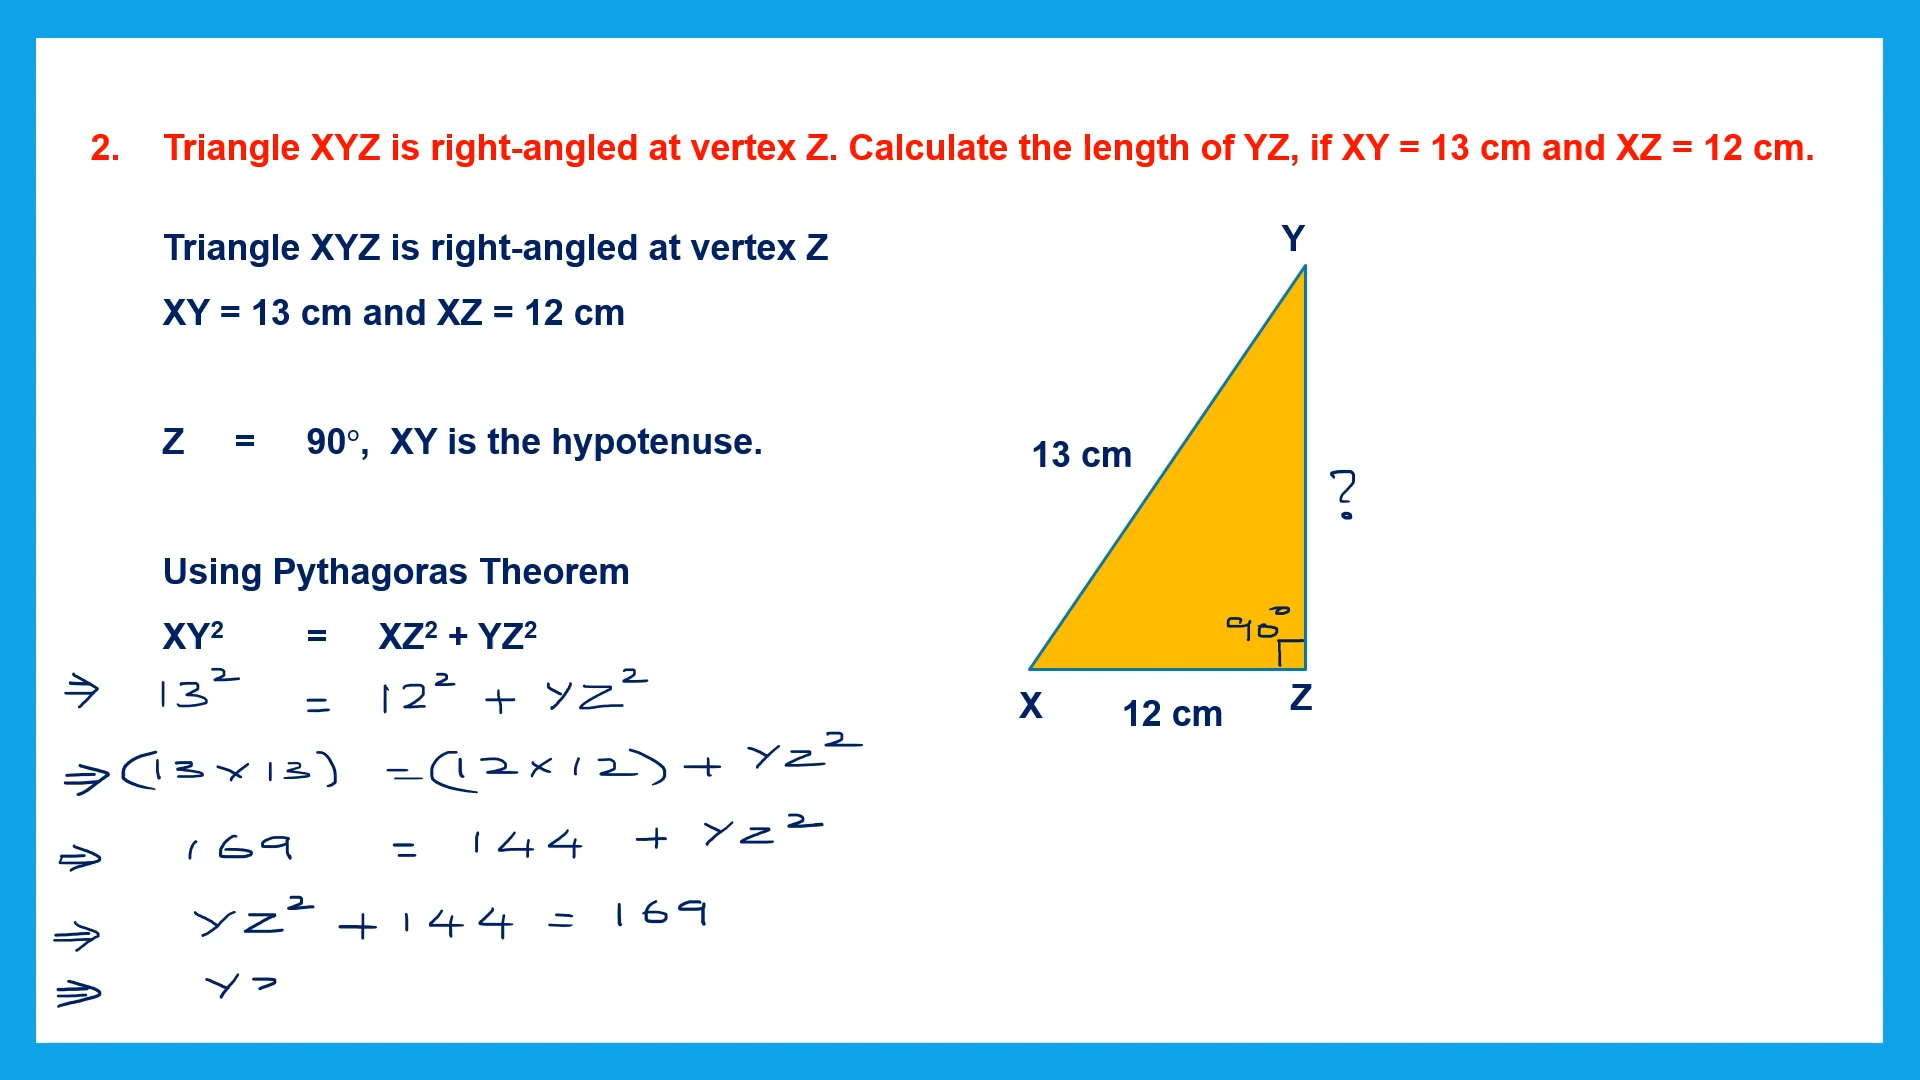 2. Triangle XYZ is right-angled at vertex Z. Calculate the length of YZ, if XY = 13 cm and XZ = 12 cm.
Triangle XYZ is right-angled at vertex Z
XY = 13 cm and XZ = 12 cm
Z = 90°, XY is the hypotenuse.
Using Pythagoras Theorem
XY² = XZ² + YZ²
⇒ 13² = 12² + YZ²
⇒ (13 × 13) = (12 × 12) + YZ²
⇒ 169 = 144 + YZ²
⇒ YZ² + 144 = 169
⇒ Y
Y
13 cm
?
90°
X
12 cm
Z